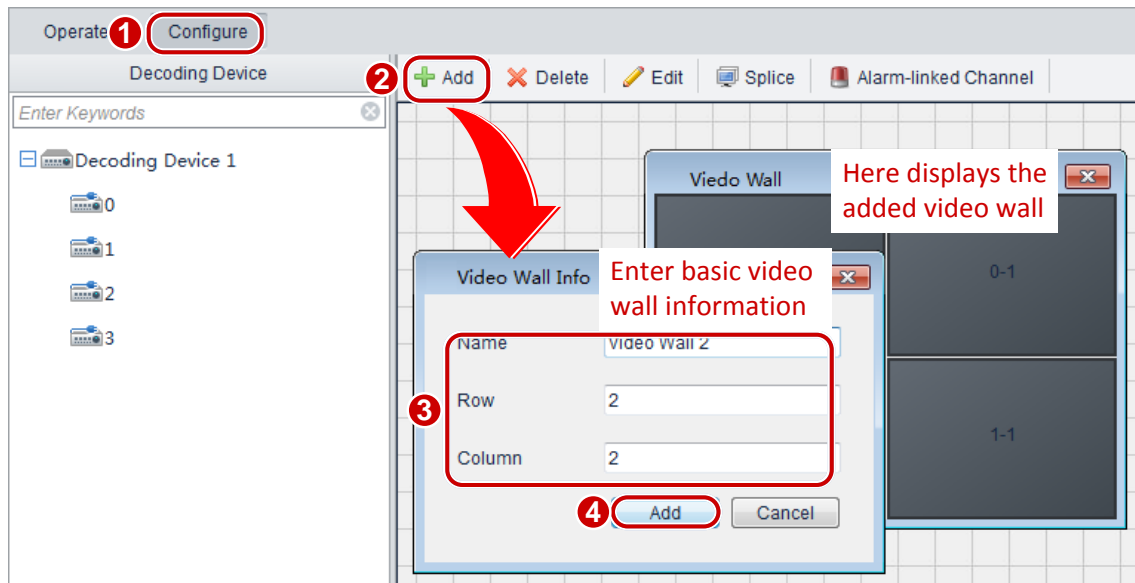 Operate
1
Configure
Decoding Device
2
Add
Delete
Edit
Splice
Alarm-linked Channel
Enter Keywords
Decoding Device 1
0
1
2
3
Viedo Wall
Here displays the
added video wall
0-1
1-1
Video Wall Info
Enter basic video
wall information
3
Name
Video Wall 2
Row
2
Column
2
4
Add
Cancel